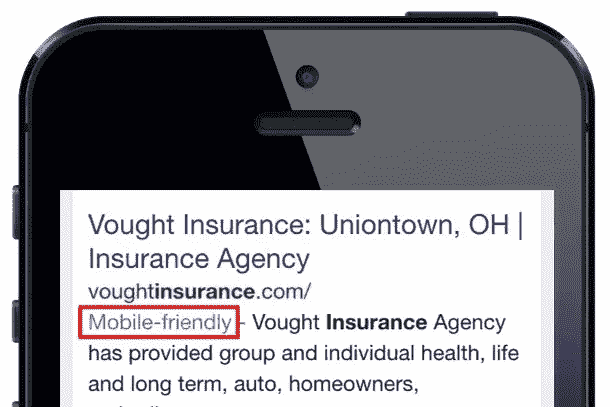 Vought Insurance: Uniontown, OH |
Insurance Agency
voughtinsurance.com/
Mobile-friendly - Vought Insurance Agency
has provided group and individual health, life
and long term, auto, homeowners,